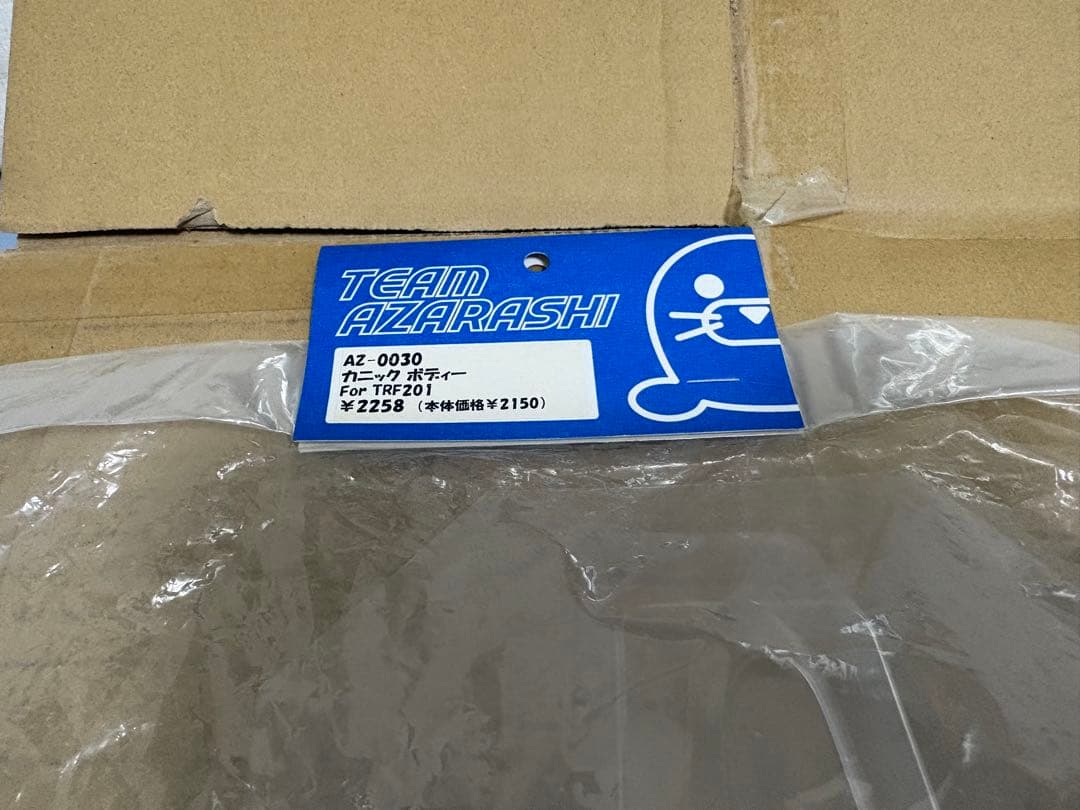 TEAM
AZARASHI
AZ-0030
カニック ボディー
For TRF201
¥2258 (本体価格¥2150)